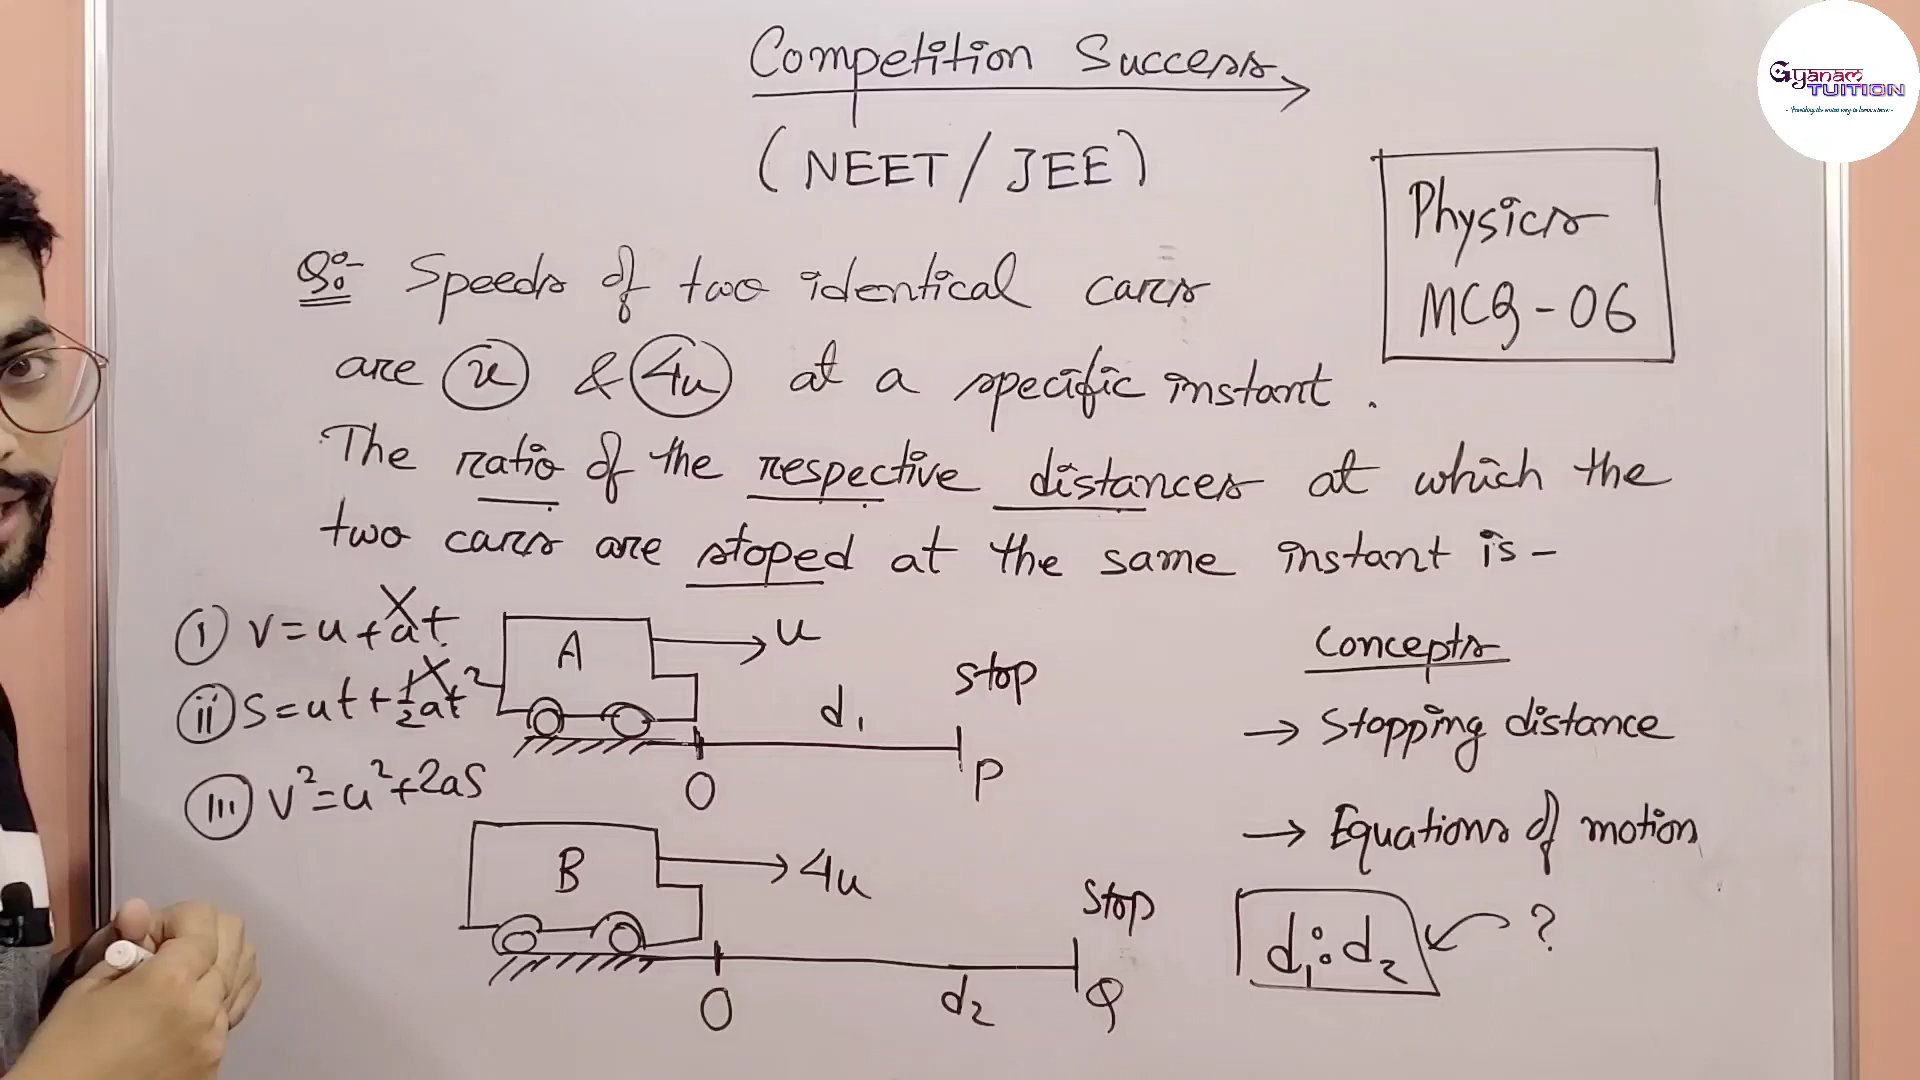 Competition Success
(NEET / JEE)
Gyanam
TUITION
Physics
MCQ - 06
Q:- Speeds of two identical cars
are u & 4u at a specific instant.
The ratio of the respective distances at which the
two cars are stoped at the same instant is -
(i) V = u + at
(ii) S = ut + 1/2 at²
(iii) V² = u² + 2aS
A
u
d₁
Stop
O
P
B
4u
Stop
O
d₂
Q
Concepts
→ Stopping distance
→ Equations of motion
d₁ : d₂
?